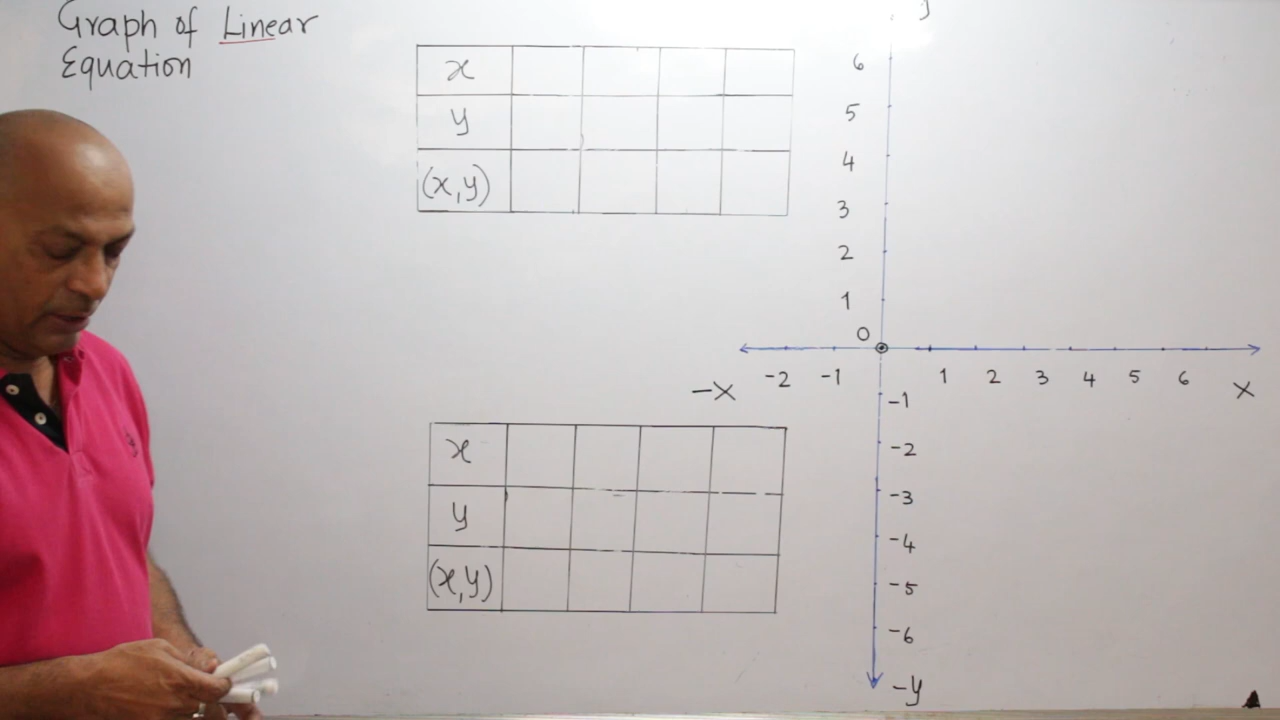 Graph of Linear
Equation
x
y
(x,y)
6
5
4
3
2
1
0
-2 -1 1 2 3 4 5 6
-X X
-1
-2
-3
-4
-5
-6
-y
x
y
(x,y)